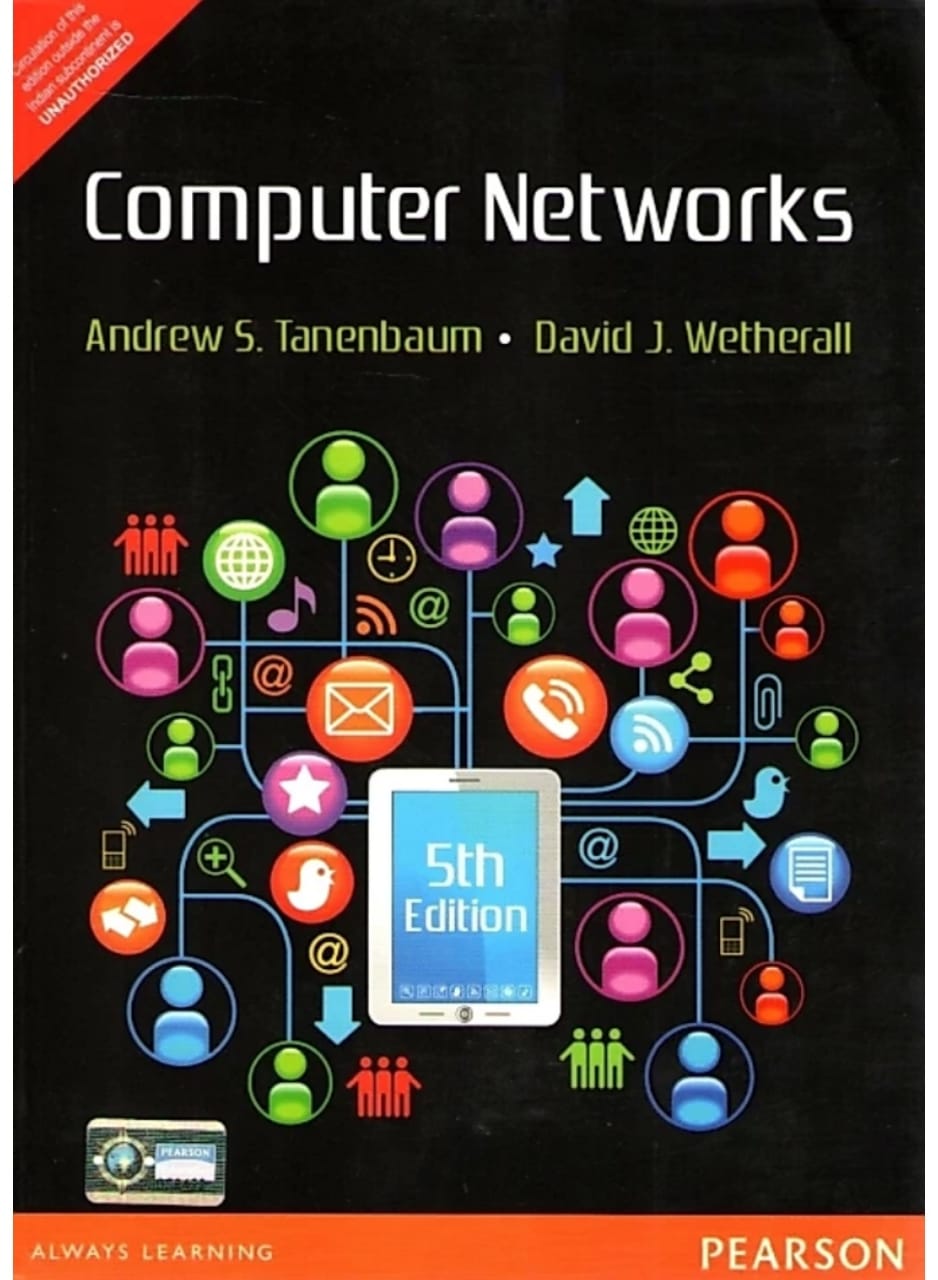 Circulation of this
edition outside the
Indian subcontinent is
UNAUTHORIZED
Computer Networks
Andrew S. Tanenbaum • David J. Wetherall
@
@
@
5th
Edition
@
PEARSON
ALWAYS LEARNING
PEARSON